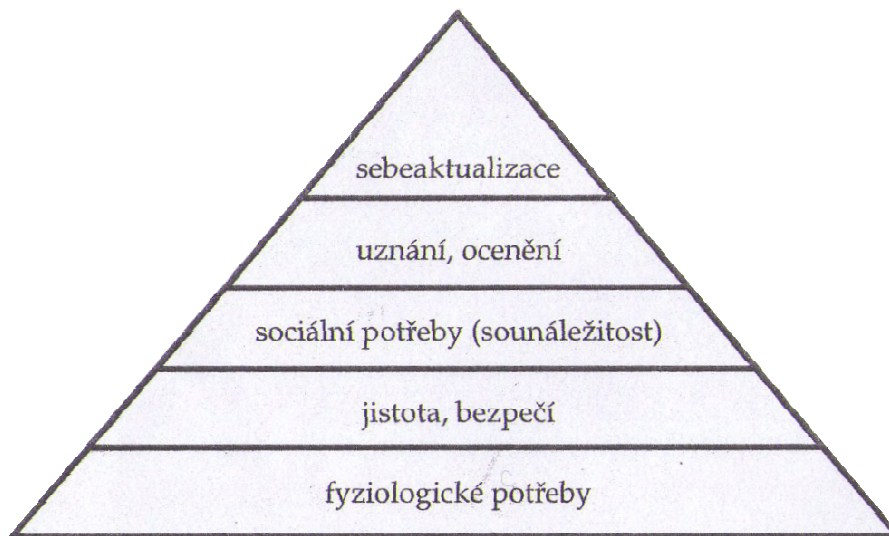 sebeaktualizace
uznání, ocenění
sociální potřeby (sounáležitost)
jistota, bezpečí
fyziologické potřeby